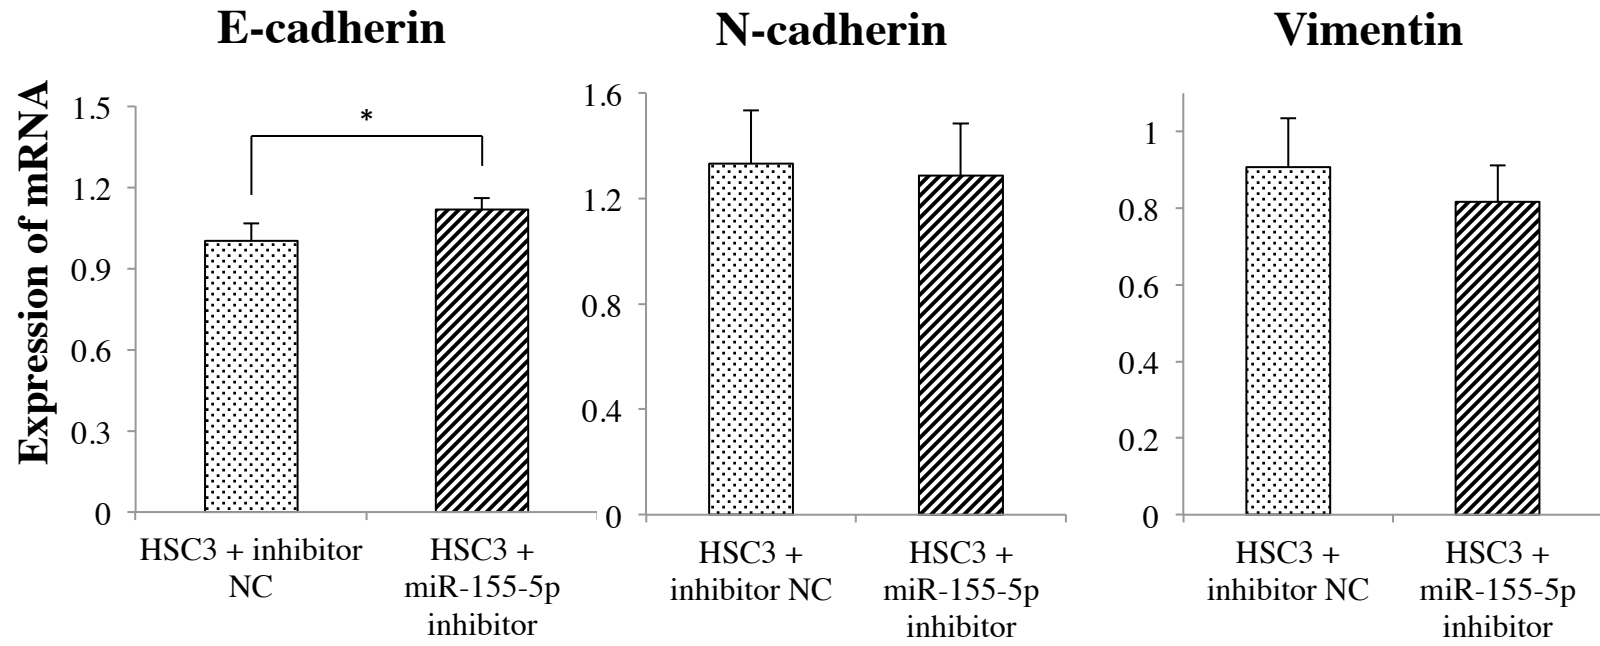 E-cadherin
N-cadherin
Vimentin
Expression of mRNA
1.5
1.2
0.9
0.6
0.3
0
*
HSC3 + inhibitor
NC
HSC3 +
miR-155-5p
inhibitor
1.6
1.2
0.8
0.4
0
HSC3 +
inhibitor NC
HSC3 +
miR-155-5p
inhibitor
1
0.8
0.6
0.4
0.2
0
HSC3 +
inhibitor NC
HSC3 +
miR-155-5p
inhibitor